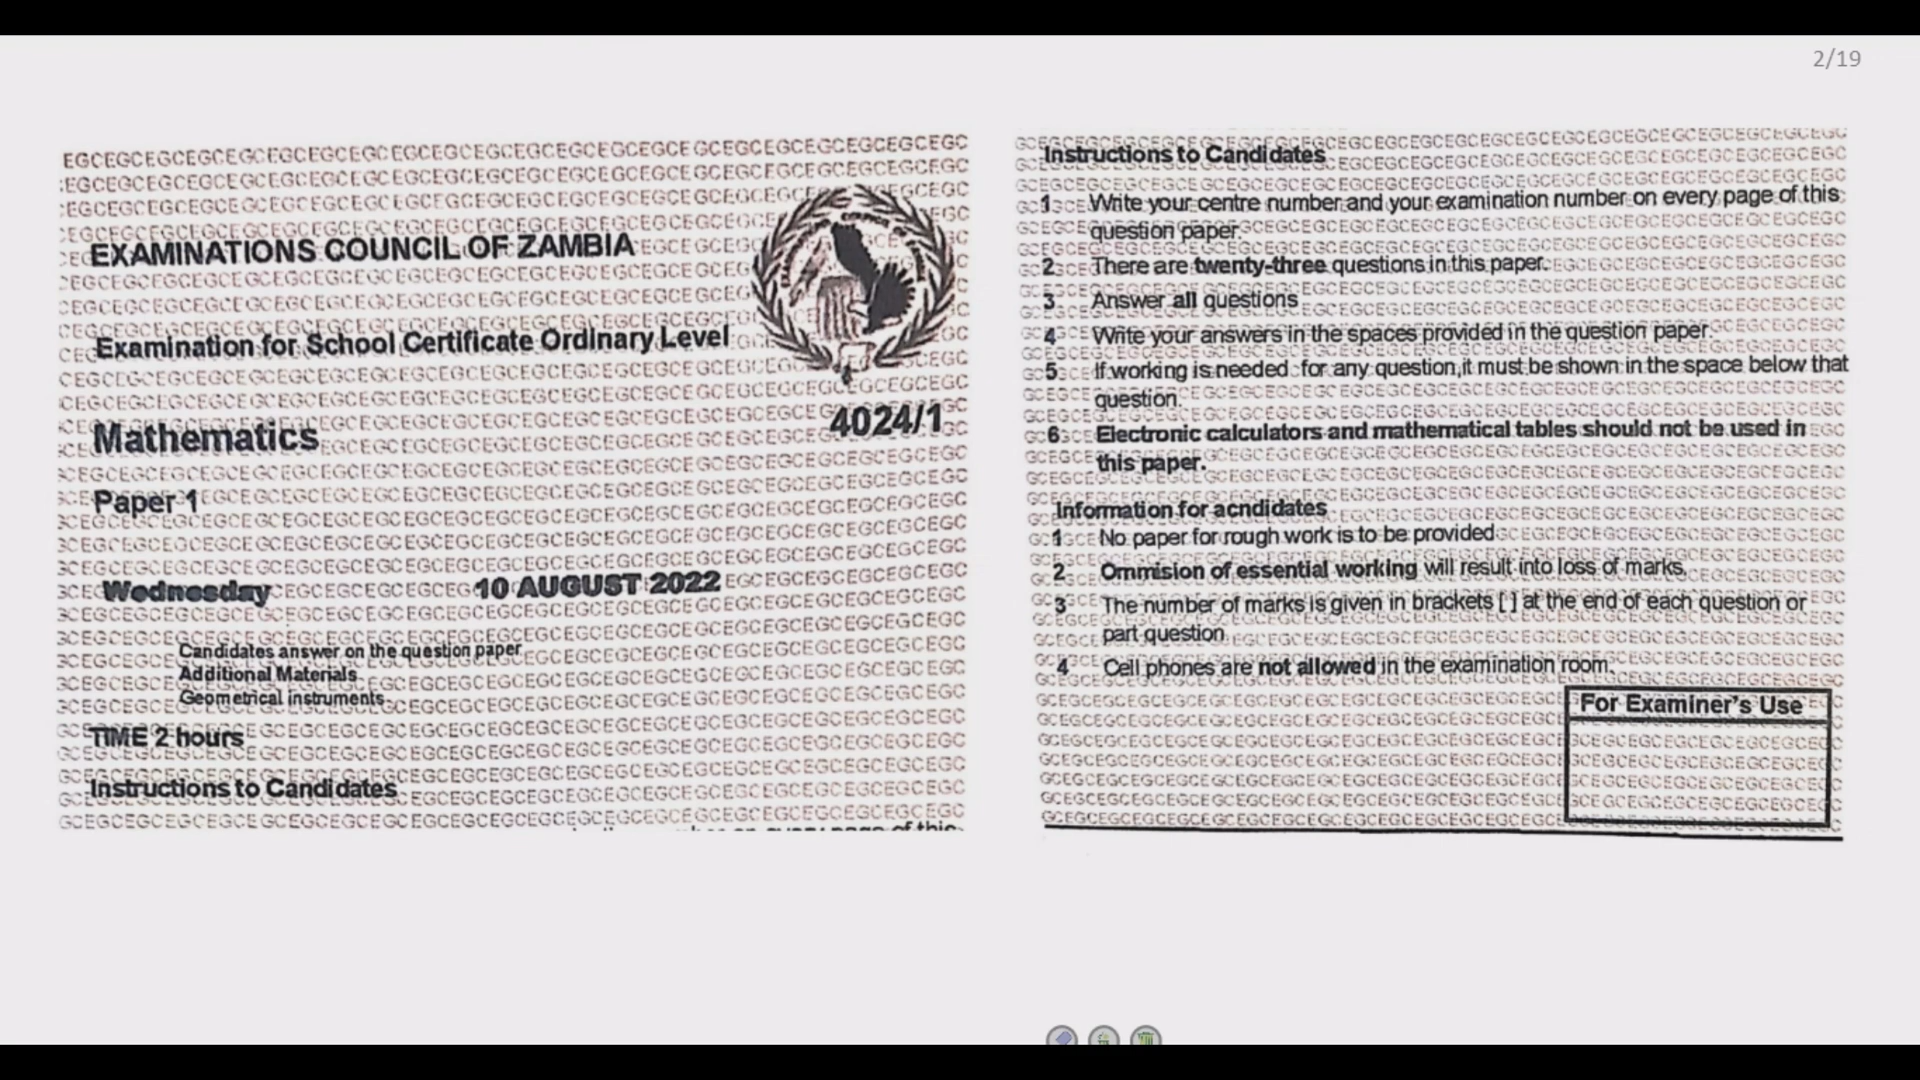 2/19
EXAMINATIONS COUNCIL OF ZAMBIA
Examination for School Certificate Ordinary Level
Mathematics
4024/1
Paper 1
Wednesday 10 AUGUST 2022
Candidates answer on the question paper
Additional Materials
Geometrical instruments
TIME 2 hours
Instructions to Candidates
Instructions to Candidates
1 Write your centre number and your examination number on every page of this
question paper.
2 There are twenty-three questions in this paper.
3 Answer all questions
4 Write your answers in the spaces provided in the question paper
5 If working is needed for any question,it must be shown in the space below that
question.
6 Electronic calculators and mathematical tables should not be used in
this paper.
Information for acndidates
1 No paper for rough work is to be provided
2 Ommision of essential working will result into loss of marks.
3 The number of marks is given in brackets [ ] at the end of each question or
part question
4 Cell phones are not allowed in the examination room.
For Examiner's Use